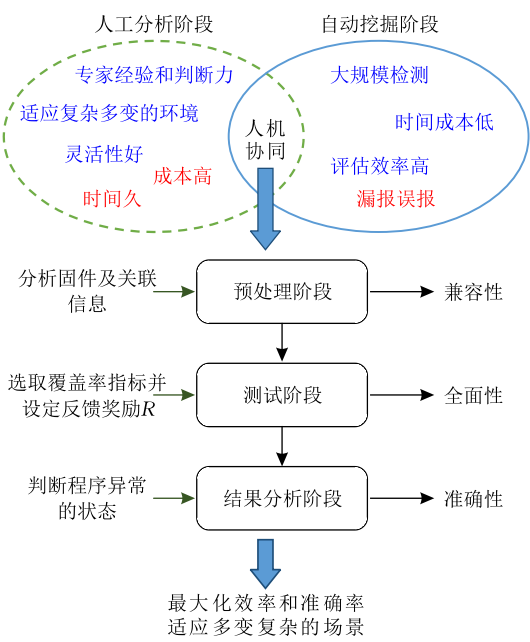 人工分析阶段
自动挖掘阶段
专家经验和判断力
大规模检测
适应复杂多变的环境
时间成本低
人机
协同
灵活性好
评估效率高
成本高
时间久
漏报误报
分析固件及关联
信息
预处理阶段
兼容性
选取覆盖率指标并
设定反馈奖励R
测试阶段
全面性
判断程序异常
的状态
结果分析阶段
准确性
最大化效率和准确率
适应多变复杂的场景